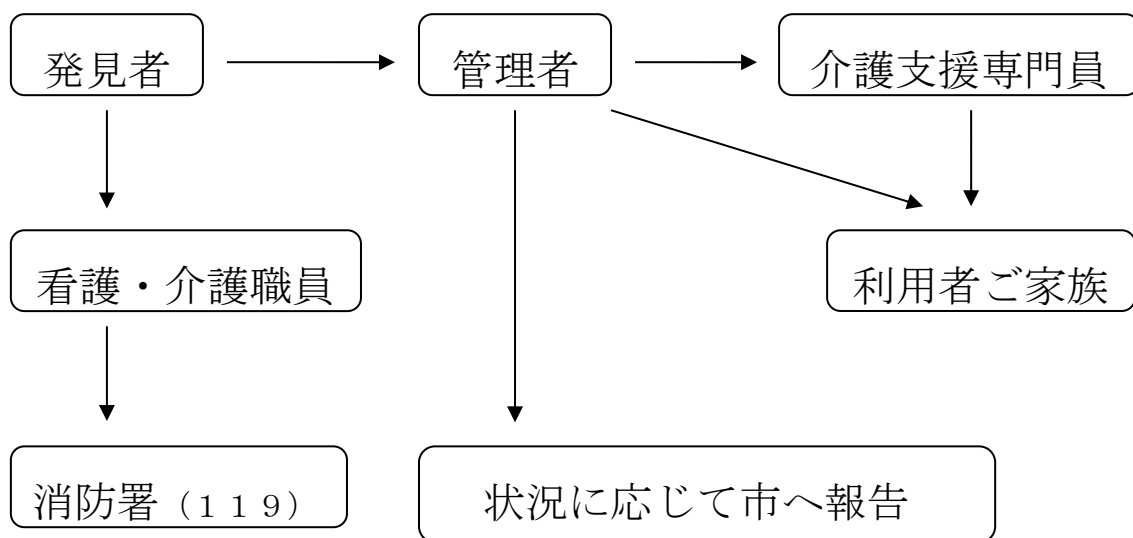 発見者
管理者
介護支援専門員
看護・介護職員
利用者ご家族
消防署（１１９）
状況に応じて市へ報告